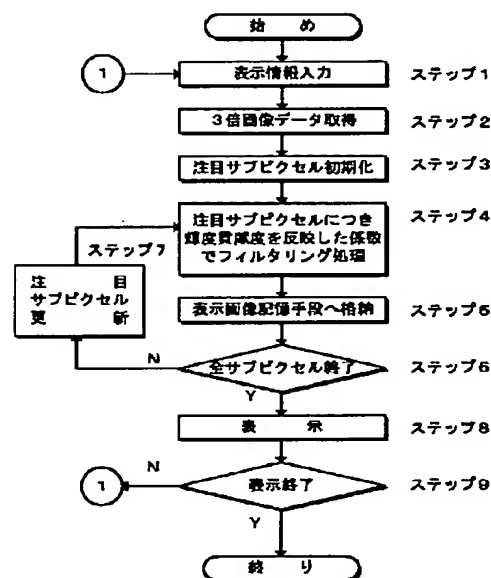 始 め
1
表示情報入力
ステップ1
3倍画像データ取得
ステップ2
注目サブピクセル初期化
ステップ3
注目サブピクセルにつき
輝度貢献度を反映した係数
でフィルタリング処理
ステップ4
ステップ7
注 目
サブピクセル
更 新
表示画像記憶手段へ格納
ステップ5
N
全サブピクセル終了
ステップ6
Y
表 示
ステップ8
N
1
表示終了
ステップ9
Y
終 り